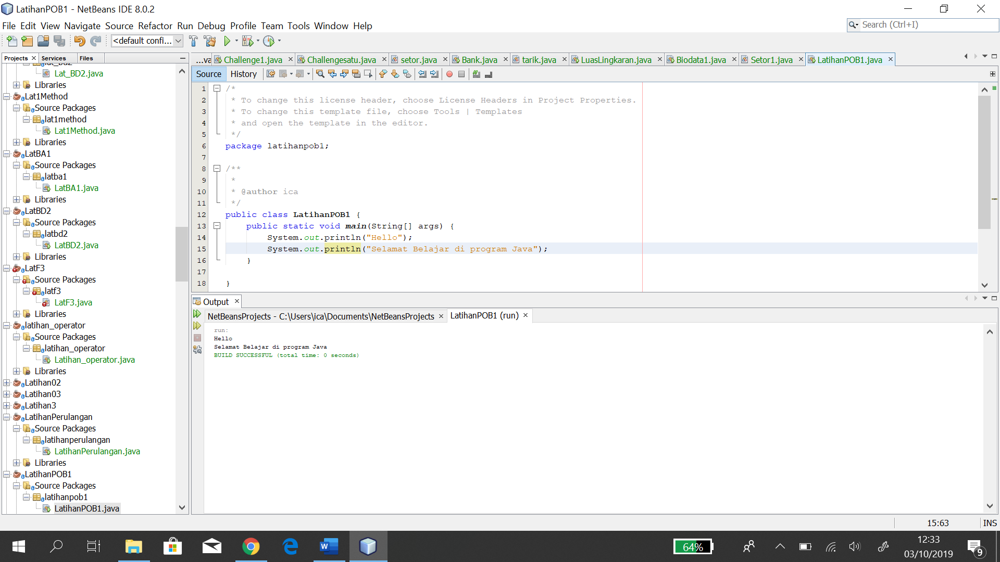 LatihanPOB1 - NetBeans IDE 8.0.2
File Edit View Navigate Source Refactor Run Debug Profile Team Tools Window Help
Search (Ctrl+I)
<default confi...
Projects Services Files
Lat_BD2.java
Libraries
Lat1Method
Source Packages
lat1method
Lat1Method.java
Libraries
LatBA1
Source Packages
latba1
LatBA1.java
Libraries
LatBD2
Source Packages
latbd2
LatBD2.java
Libraries
LatF3
Source Packages
latf3
LatF3.java
Libraries
latihan_operator
Source Packages
latihan_operator
Latihan_operator.java
Libraries
Latihan02
Latihan03
Latihan3
LatihanPerulangan
Source Packages
latihanperulangan
LatihanPerulangan.java
Libraries
LatihanPOB1
Source Packages
latihanpob1
LatihanPOB1.java
...va Challenge1.java Challengesatu.java setor.java Bank.java tarik.java LuasLingkaran.java Biodata1.java Setor1.java LatihanPOB1.java
Source History
1 /*
2 * To change this license header, choose License Headers in Project Properties.
3 * To change this template file, choose Tools | Templates
4 * and open the template in the editor.
5 */
6 package latihanpob1;
7
8 /**
9 *
10 * @author ica
11 */
12 public class LatihanPOB1 {
13 public static void main(String[] args) {
14 System.out.println("Hello");
15 System.out.println("Selamat Belajar di program Java");
16 }
17
18 }
Output
NetBeansProjects - C:\Users\ica\Documents\NetBeansProjects LatihanPOB1 (run)
run:
Hello
Selamat Belajar di program Java
BUILD SUCCESSFUL (total time: 0 seconds)
15:63 INS
64%
12:33
03/10/2019
9